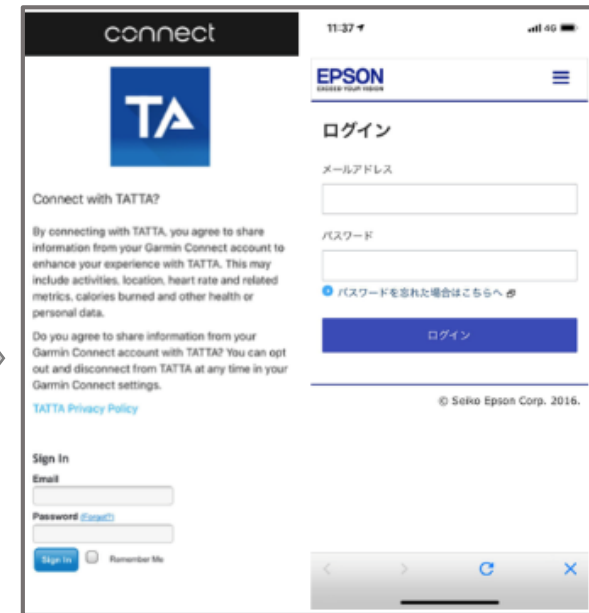 connect
TA
Connect with TATTA?
By connecting with TATTA, you agree to share
information from your Garmin Connect account to
enhance your experience with TATTA. This may
include activities, location, heart rate and related
metrics, calories burned and other health or
personal data.
Do you agree to share information from your
Garmin Connect account with TATTA? You can opt
out and disconnect from TATTA at any time in your
Garmin Connect settings.
TATTA Privacy Policy
Sign In
Email
Password (Forgot?)
Sign In Remember Me
11:37
4G
EPSON
EXCEED YOUR VISION
ログイン
メールアドレス
パスワード
パスワードを忘れた場合はこちらへ
ログイン
© Seiko Epson Corp. 2016.